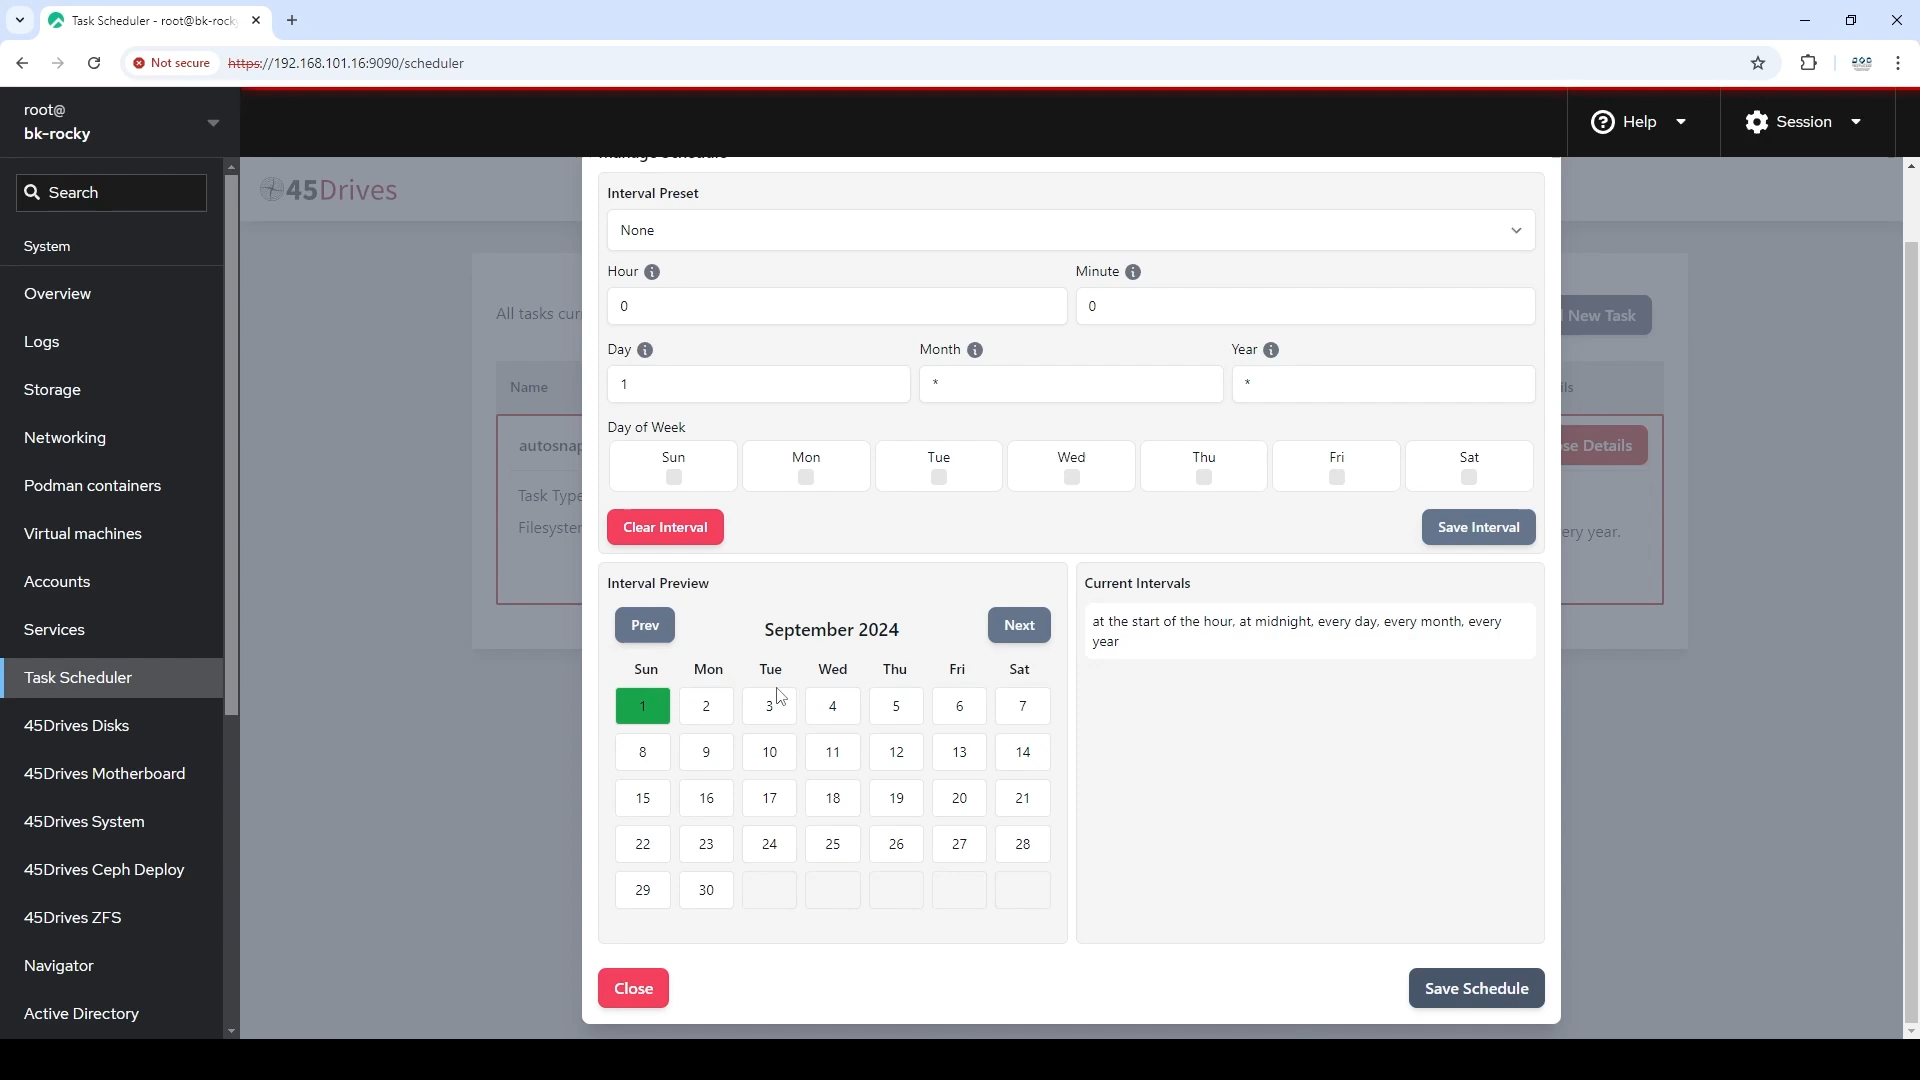 Task Scheduler - root@bk-rock
Not secure
https://192.168.101.16:9090/scheduler
root@
bk-rocky
Help
Session
Search
System
Overview
Logs
Storage
Networking
Podman containers
Virtual machines
Accounts
Services
Task Scheduler
45Drives Disks
45Drives Motherboard
45Drives System
45Drives Ceph Deploy
45Drives ZFS
Navigator
Active Directory
45Drives
All tasks cur
New Task
Name
ils
autosnap
se Details
Task Type
Filesyster
ery year.
Manage Schedule
Interval Preset
None
Hour
Minute
0
0
Day
Month
Year
1
*
*
Day of Week
Sun Mon Tue Wed Thu Fri Sat
Clear Interval
Save Interval
Interval Preview
Prev
September 2024
Next
Sun Mon Tue Wed Thu Fri Sat
1 2 3 4 5 6 7
8 9 10 11 12 13 14
15 16 17 18 19 20 21
22 23 24 25 26 27 28
29 30
Current Intervals
at the start of the hour, at midnight, every day, every month, every
year
Close
Save Schedule